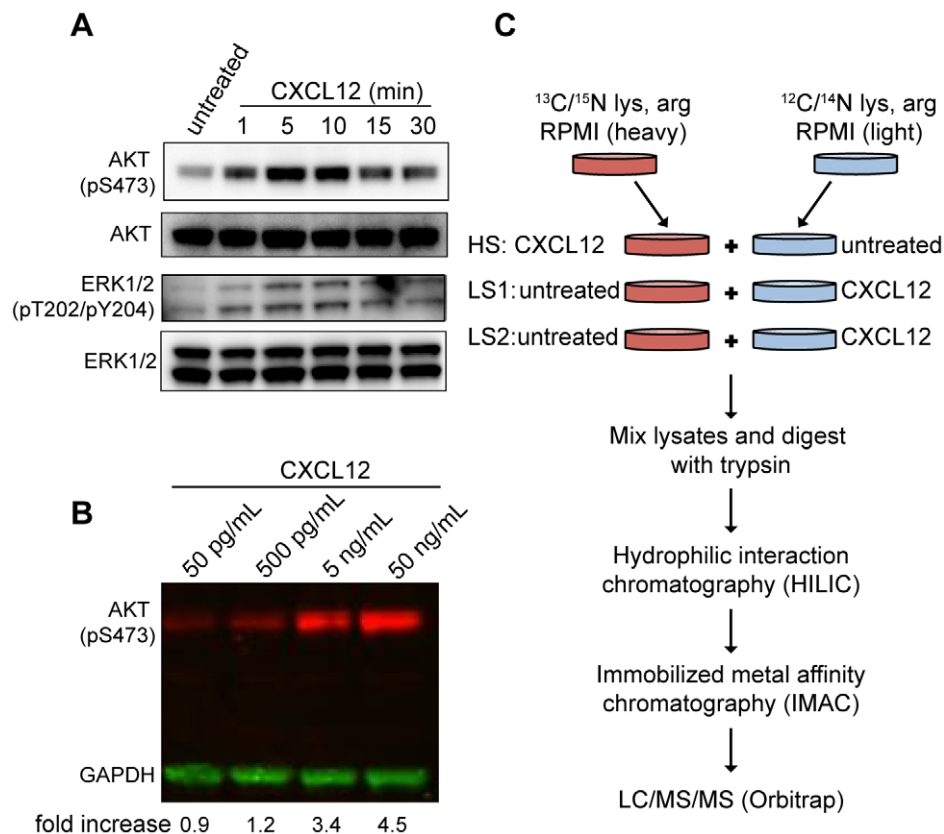 A
untreated
CXCL12 (min)
1 5 10 15 30
AKT
(pS473)
AKT
ERK1/2
(pT202/pY204)
ERK1/2
B
CXCL12
50 pg/mL 500 pg/mL 5 ng/mL 50 ng/mL
AKT
(pS473)
GAPDH
fold increase 0.9 1.2 3.4 4.5
C
¹³C/¹⁵N lys, arg
RPMI (heavy)
¹²C/¹⁴N lys, arg
RPMI (light)
HS: CXCL12 + untreated
LS1:untreated + CXCL12
LS2:untreated + CXCL12
Mix lysates and digest
with trypsin
Hydrophilic interaction
chromatography (HILIC)
Immobilized metal affinity
chromatography (IMAC)
LC/MS/MS (Orbitrap)